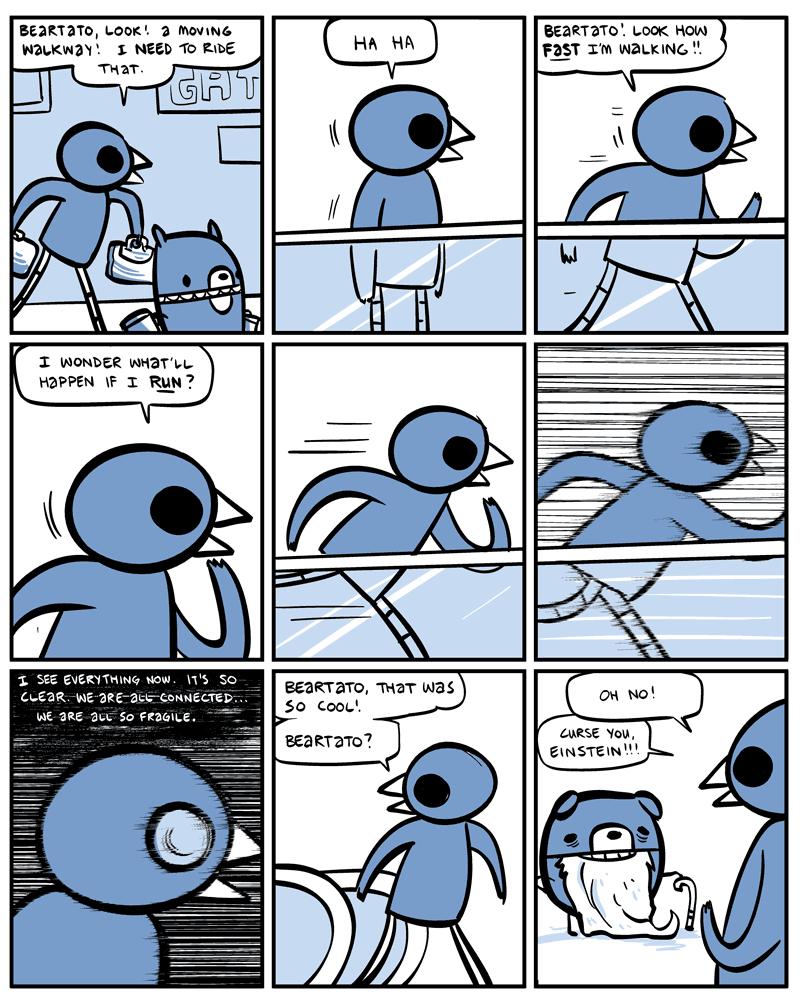 BEARTATO, LOOK! A MOVING
WALKWAY! I NEED TO RIDE
THAT.
GAT
HA HA
BEARTATO! LOOK HOW
FAST I'M WALKING!!
I WONDER WHAT'LL
HAPPEN IF I RUN?
I SEE EVERYTHING NOW. IT'S SO
CLEAR. WE ARE ALL CONNECTED...
WE ARE ALL SO FRAGILE.
BEARTATO, THAT WAS
SO COOL!
BEARTATO?
OH NO!
CURSE YOU,
EINSTEIN!!!